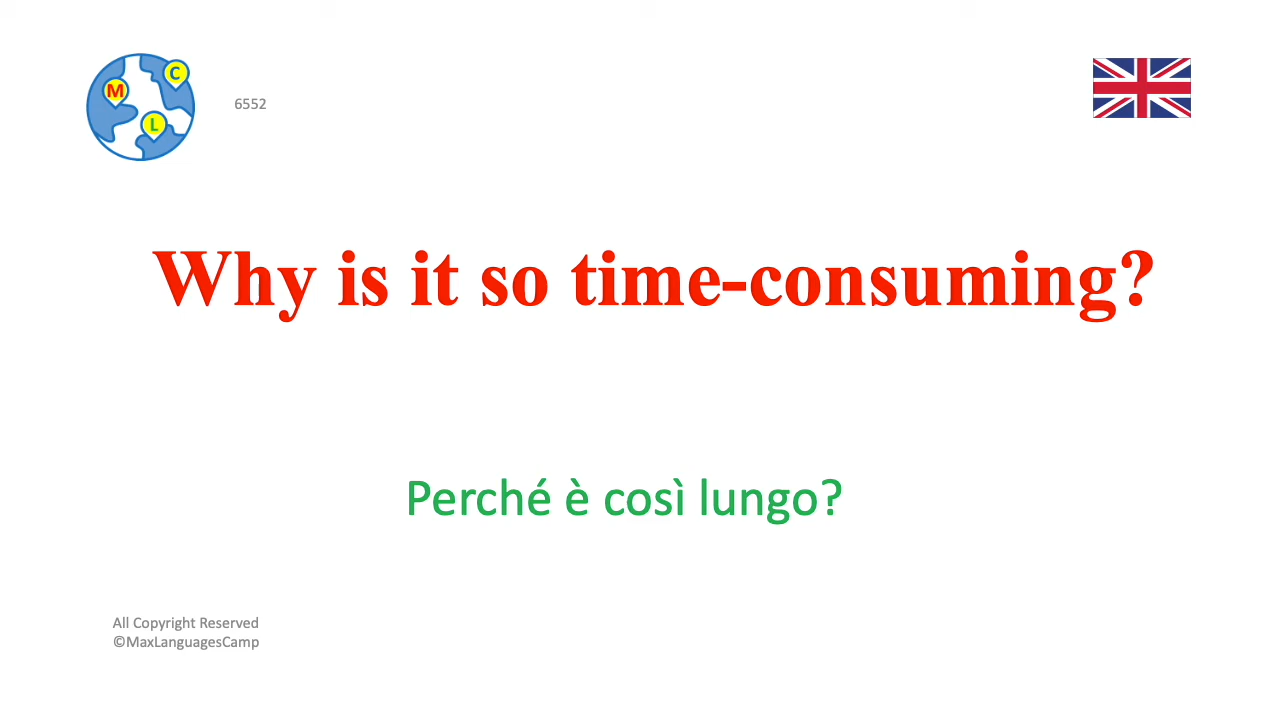 C
M
L
6552
Why is it so time-consuming?
Perché è così lungo?
All Copyright Reserved
©MaxLanguagesCamp